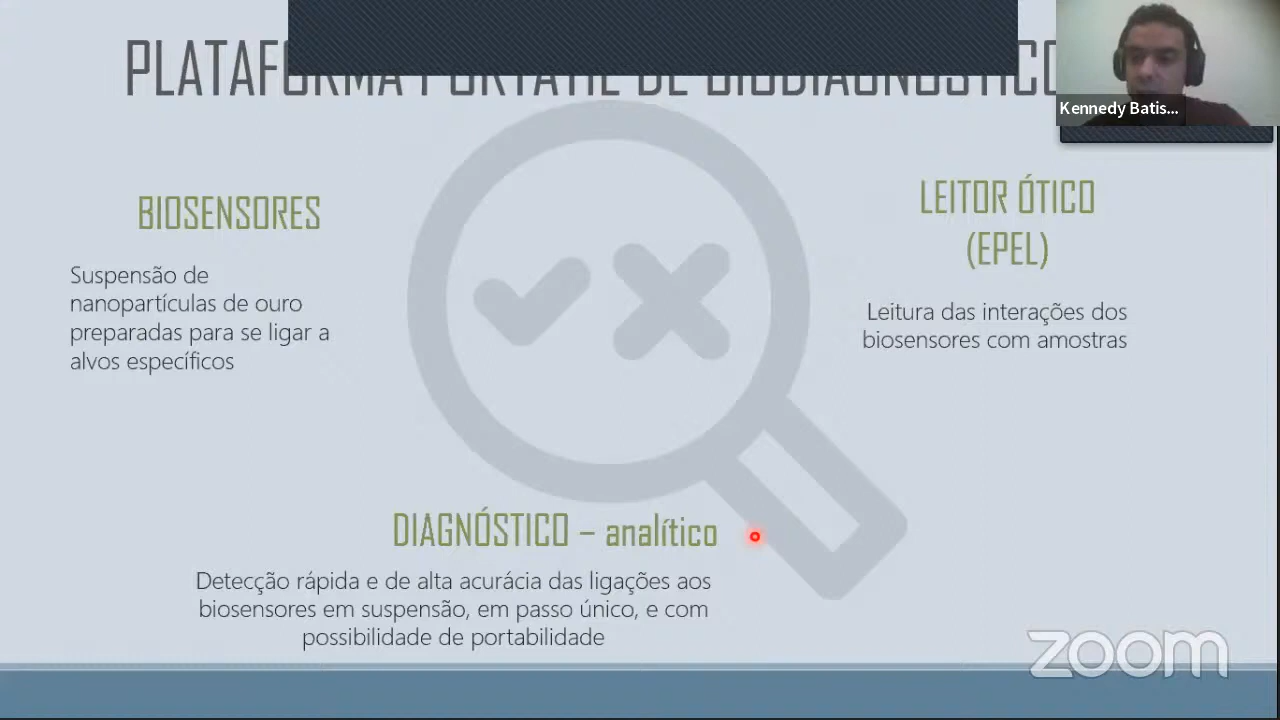 PLATAFORMA PORTÁTIL DE BIODIAGNÓSTICO
Kennedy Batis...
BIOSENSORES
Suspensão de
nanopartículas de ouro
preparadas para se ligar a
alvos específicos
LEITOR ÓTICO
(EPEL)
Leitura das interações dos
biosensores com amostras
DIAGNÓSTICO – analítico
Detecção rápida e de alta acurácia das ligações aos
biosensores em suspensão, em passo único, e com
possibilidade de portabilidade
zoom